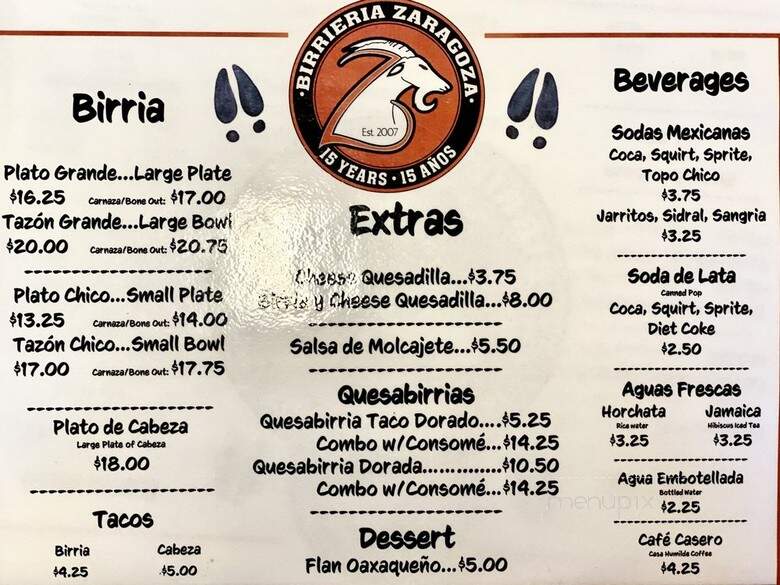 BIRRIERIA ZARAGOZA
Est. 2007
15 YEARS • 15 AÑOS
Birria
Plato Grande...Large Plate
$16.25 Carnaza/Bone Out: $17.00
Tazón Grande...Large Bowl
$20.00 Carnaza/Bone Out: $20.75
Plato Chico...Small Plate
$13.25 Carnaza/Bone Out: $14.00
Tazón Chico...Small Bowl
$17.00 Carnaza/Bone Out: $17.75
Plato de Cabeza
Large Plate of Cabeza
$18.00
Tacos
Birria Cabeza
$4.25 $5.00
Extras
Cheese Quesadilla...$3.75
Birria y Cheese Quesadilla...$8.00
Salsa de Molcajete...$5.50
Quesabirrias
Quesabirria Taco Dorado....$5.25
Combo w/Consomé...$14.25
Quesabirria Dorada.............$10.50
Combo w/Consomé...$14.25
Dessert
Flan Oaxaqueño...$5.00
Beverages
Sodas Mexicanas
Coca, Squirt, Sprite,
Topo Chico
$3.75
Jarritos, Sidral, Sangria
$3.25
Soda de Lata
Canned Pop
Coca, Squirt, Sprite,
Diet Coke
$2.50
Aguas Frescas
Horchata Jamaica
Rice water Hibiscus Iced Tea
$3.25 $3.25
Agua Embotellada
Bottled Water
$2.25
Café Casero
Casa Humilde Coffee
$4.25
menupix